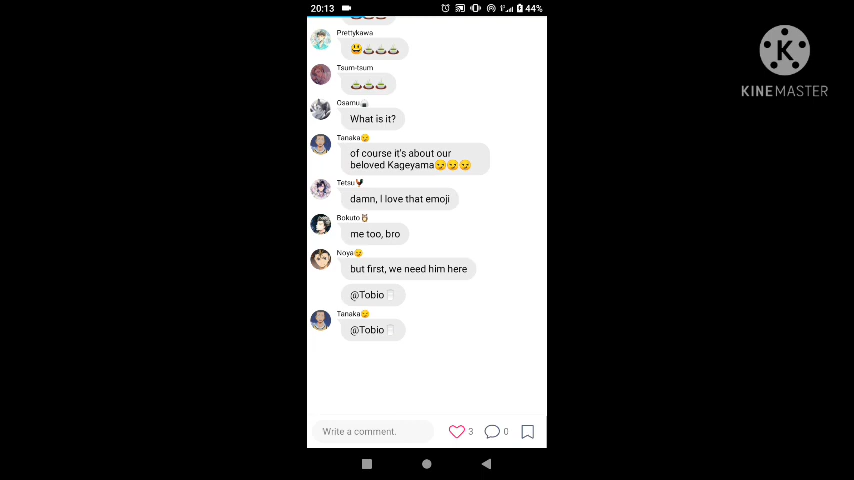 20:13
44%
K
KINEMASTER
Prettykawa
😃🍵🍵🍵
Tsum-tsum
🍵🍵🍵
Osamu🍙
What is it?
Tanaka😏
of course it's about our
beloved Kageyama😏😏😏
Tetsu🐓
damn, I love that emoji
Bokuto🦉
me too, bro
Noya😏
but first, we need him here
@Tobio🥛
Tanaka😏
@Tobio🥛
Write a comment.
3
0